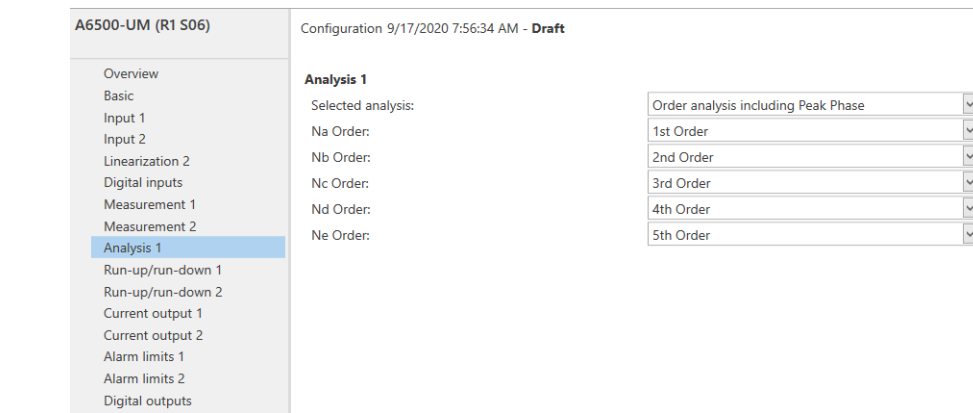 A6500-UM (R1 S06)
Overview
Basic
Input 1
Input 2
Linearization 2
Digital inputs
Measurement 1
Measurement 2
Analysis 1
Run-up/run-down 1
Run-up/run-down 2
Current output 1
Current output 2
Alarm limits 1
Alarm limits 2
Digital outputs
Configuration 9/17/2020 7:56:34 AM - Draft
Analysis 1
Selected analysis: Order analysis including Peak Phase
Na Order: 1st Order
Nb Order: 2nd Order
Nc Order: 3rd Order
Nd Order: 4th Order
Ne Order: 5th Order